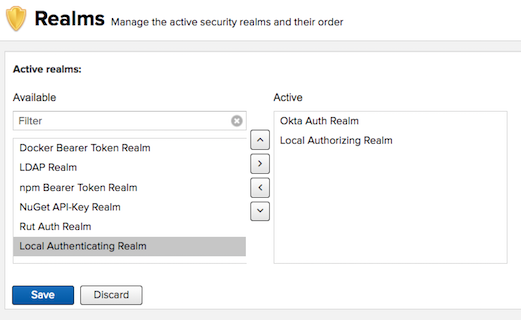 Realms Manage the active security realms and their order
Active realms:
Available
Active
Filter
Docker Bearer Token Realm
LDAP Realm
npm Bearer Token Realm
NuGet API-Key Realm
Rut Auth Realm
Local Authenticating Realm
Okta Auth Realm
Local Authorizing Realm
Save
Discard